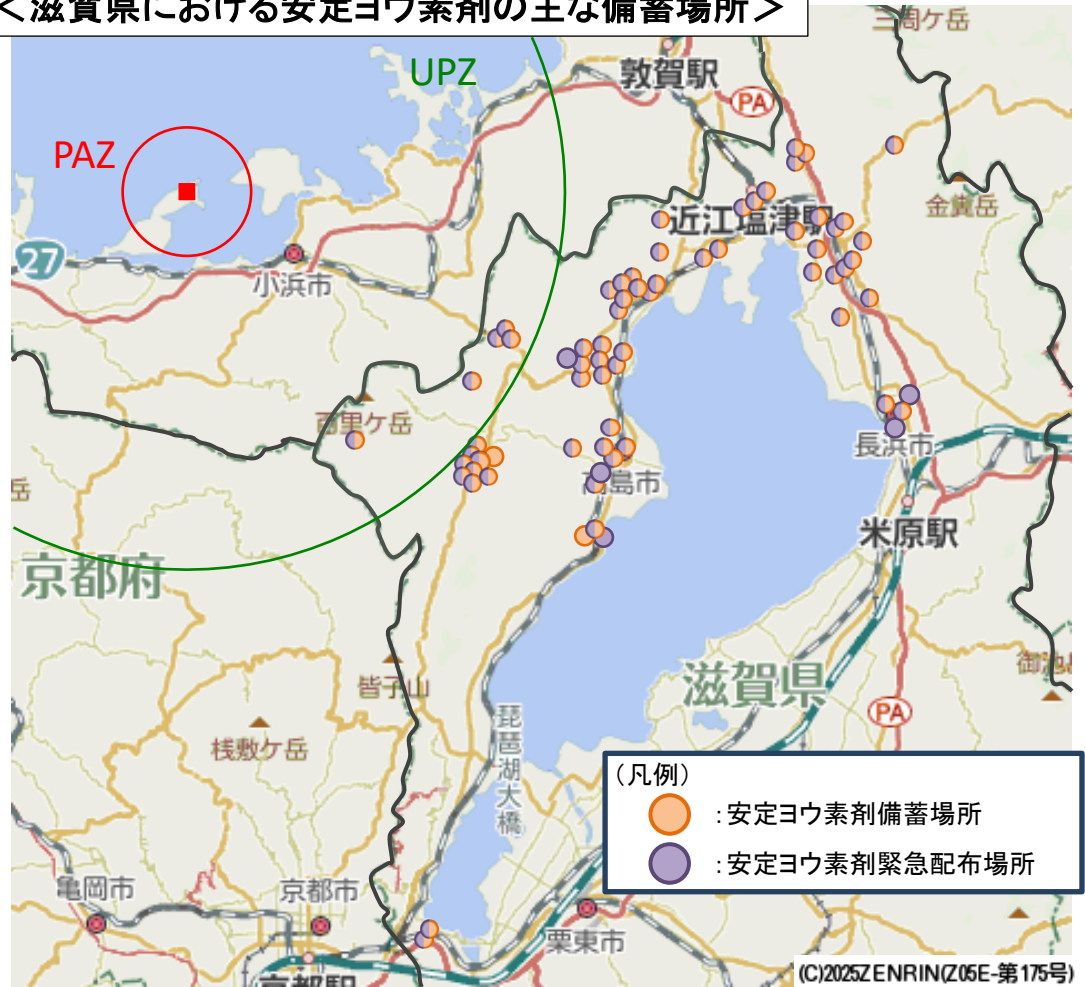 ＜滋賀県における安定ヨウ素剤の主な備蓄場所＞
三周ケ岳
UPZ
敦賀駅
PA
PAZ
金糞岳
近江塩津駅
27
小浜市
百里ケ岳
長浜市
岳
高島市
米原駅
京都府
御池岳
滋賀県
皆子山
PA
桟敷ケ岳
琵琶湖大橋
（凡例）
：安定ヨウ素剤備蓄場所
：安定ヨウ素剤緊急配布場所
亀岡市
京都市
栗東市
京都駅
(C)2025ZENRIN(Z05E-第175号)